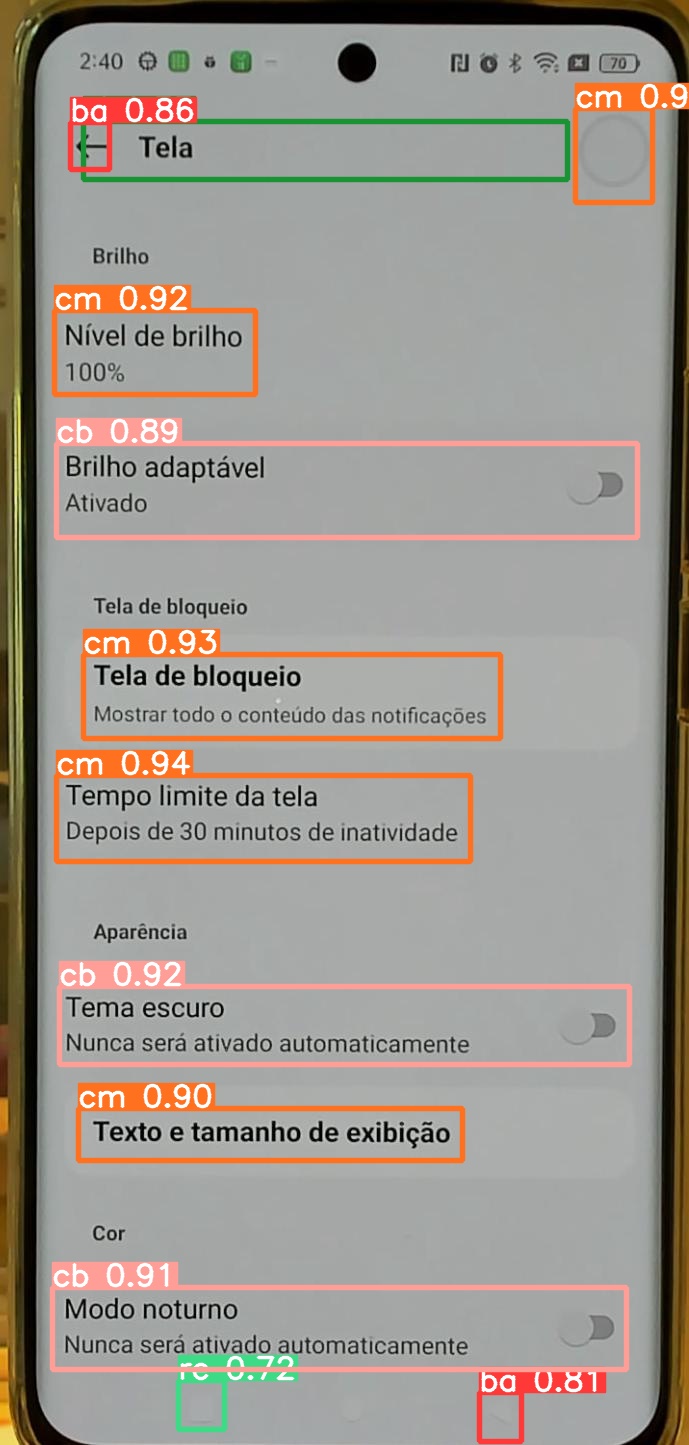 2:40 70
ba 0.86
cm 0.9
Tela
Brilho
cm 0.92
Nível de brilho
100%
cb 0.89
Brilho adaptável
Ativado
Tela de bloqueio
cm 0.93
Tela de bloqueio
Mostrar todo o conteúdo das notificações
cm 0.94
Tempo limite da tela
Depois de 30 minutos de inatividade
Aparência
cb 0.92
Tema escuro
Nunca será ativado automaticamente
cm 0.90
Texto e tamanho de exibição
Cor
cb 0.91
Modo noturno
Nunca será ativado automaticamente
re 0.72
ba 0.81